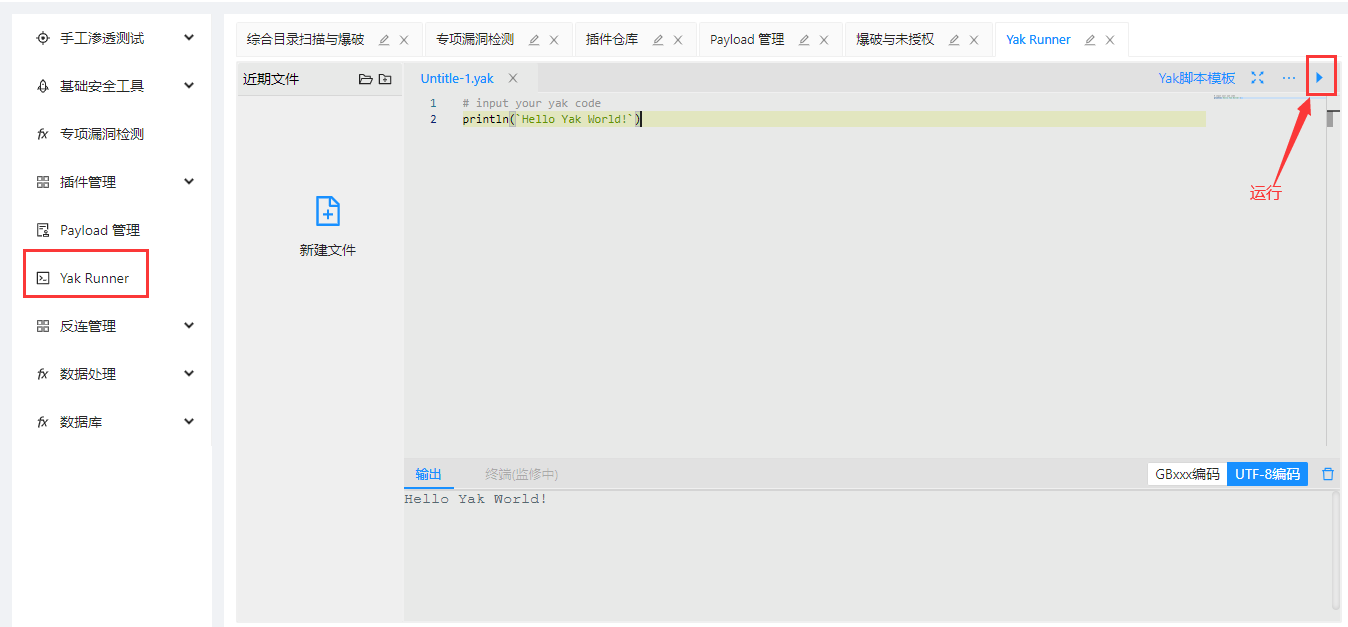 手工渗透测试
基础安全工具
专项漏洞检测
插件管理
Payload 管理
Yak Runner
反连管理
数据处理
数据库
综合目录扫描与爆破 专项漏洞检测 插件仓库 Payload 管理 爆破与未授权 Yak Runner
近期文件
新建文件
Untitle-1.yak Yak脚本模板
1 # input your yak code
2 println(`Hello Yak World!`)
运行
输出 终端(监修中) GBxxx编码 UTF-8编码
Hello Yak World!